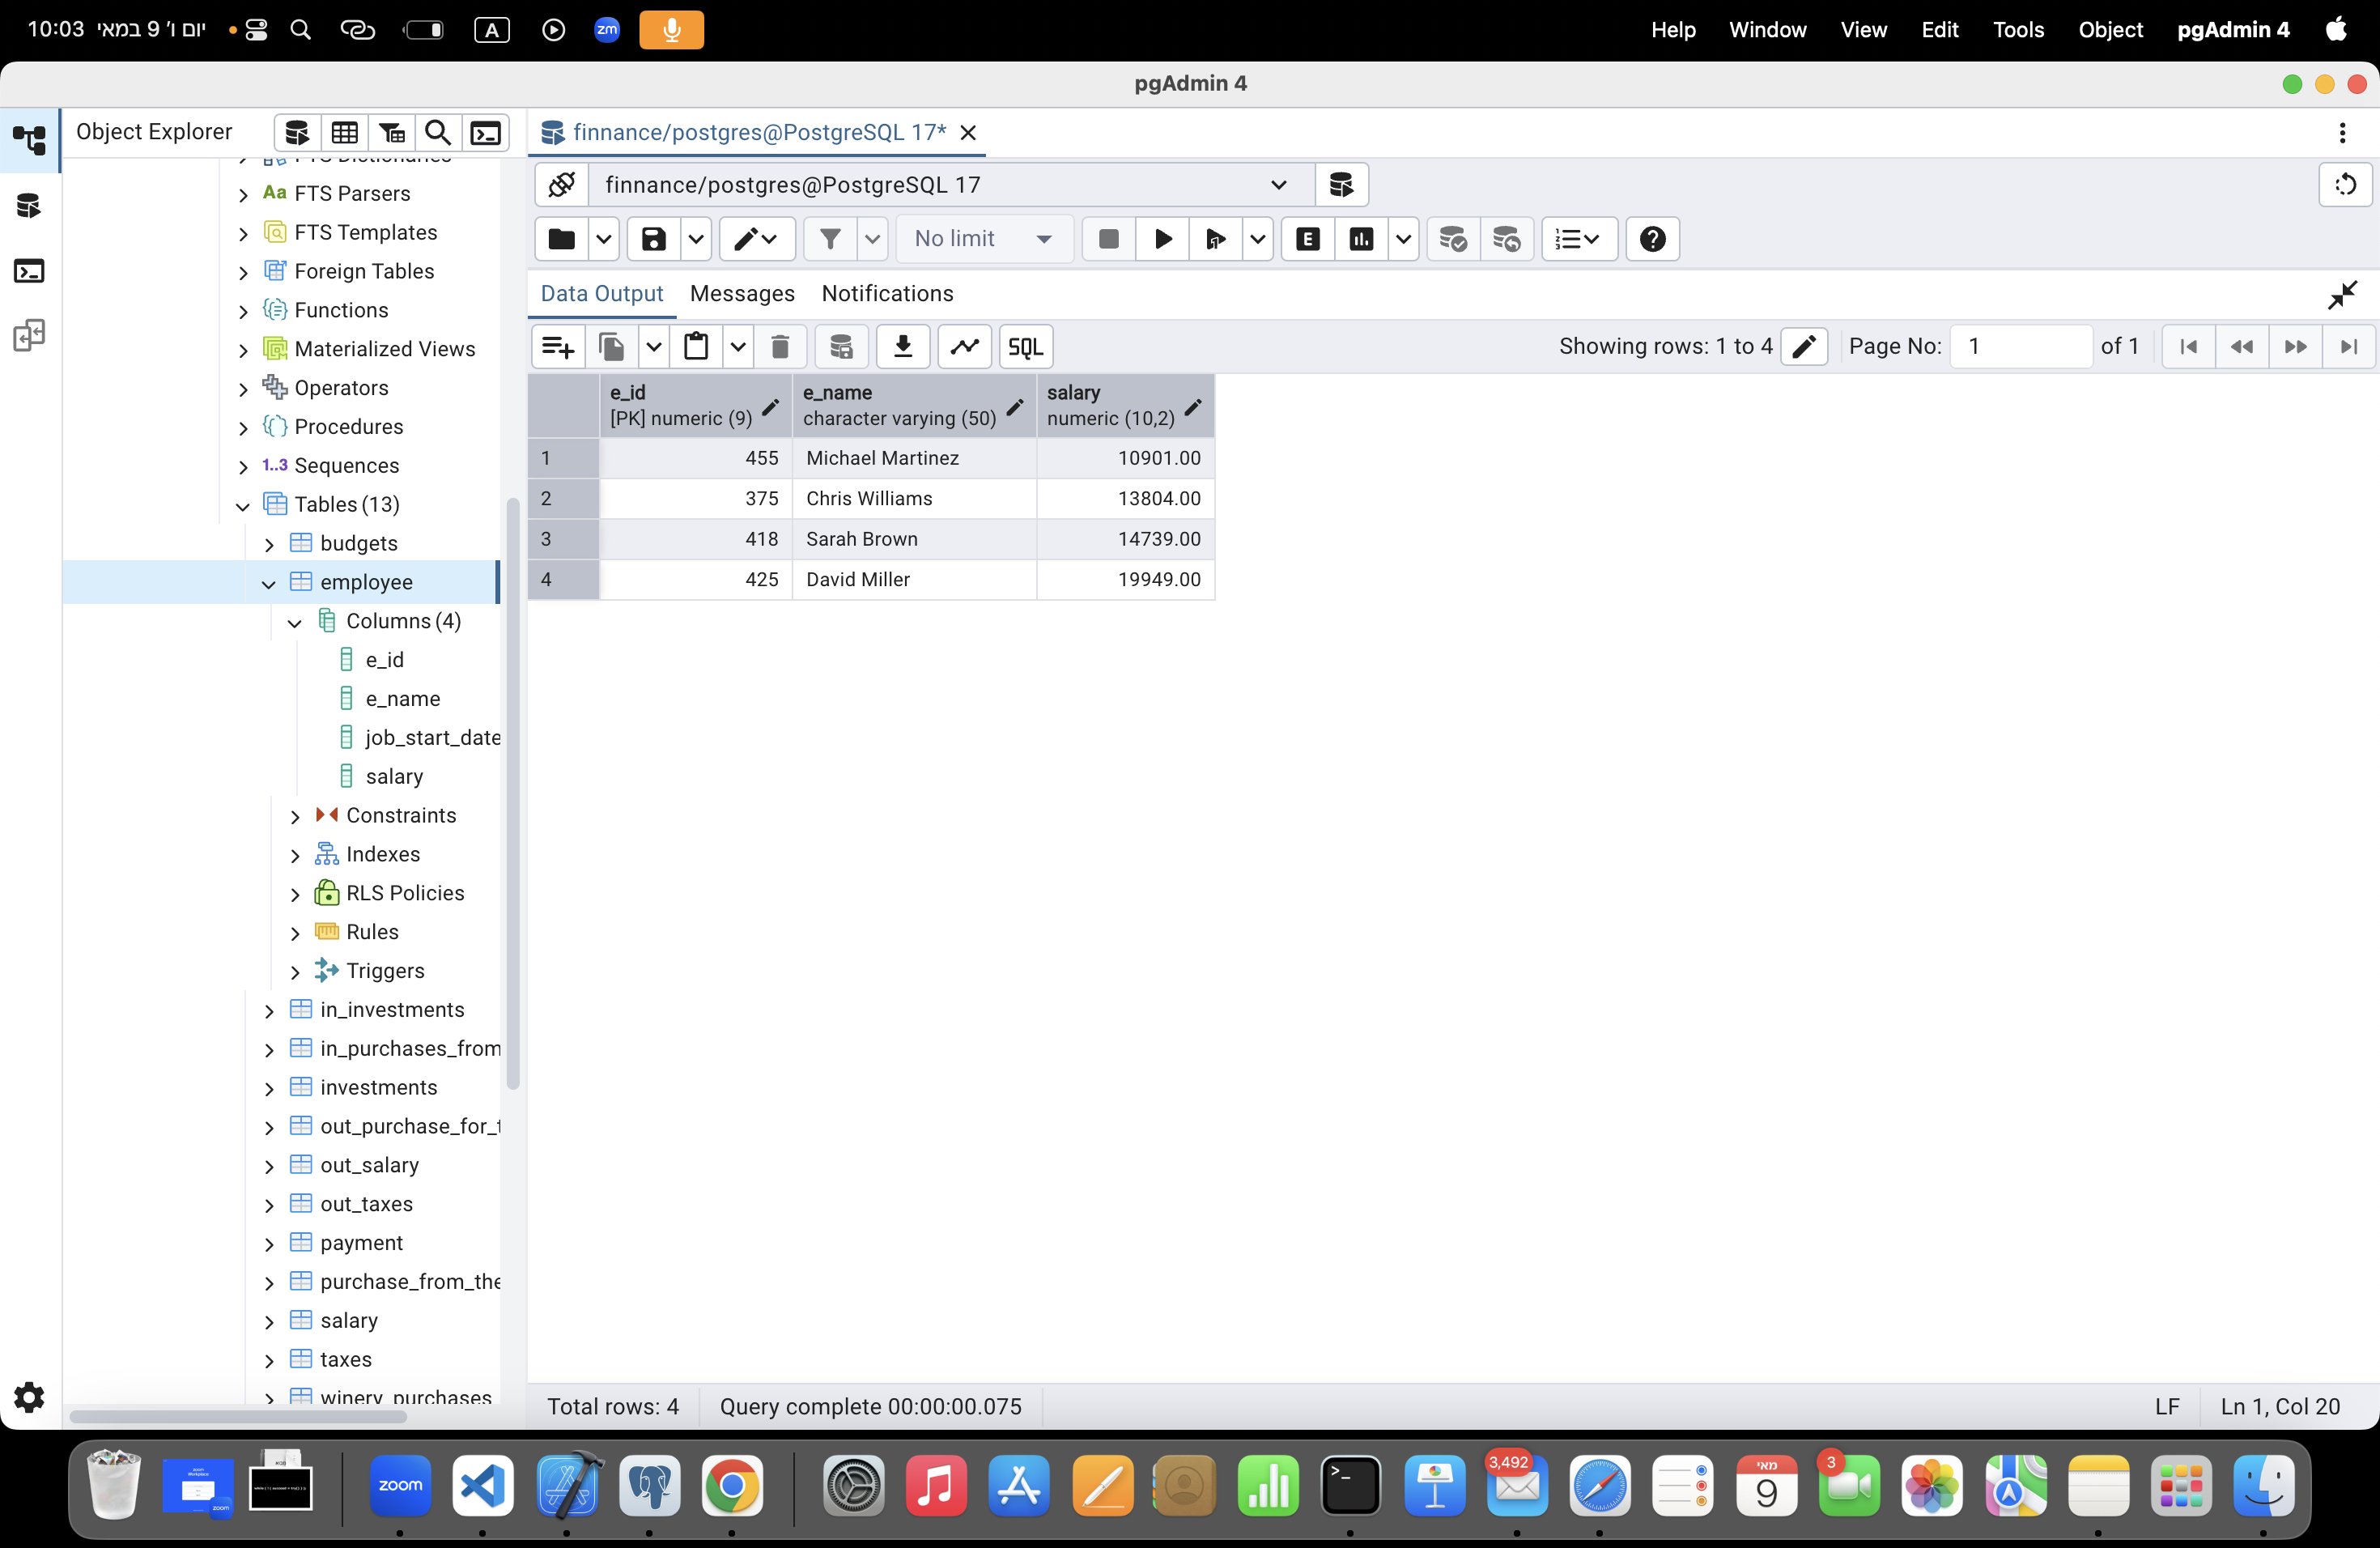 10:03 יום ו׳ 9 במאי A zm Help Window View Edit Tools Object pgAdmin 4
pgAdmin 4
Object Explorer
finnance/postgres@PostgreSQL 17*
finnance/postgres@PostgreSQL 17
No limit
E
Data Output Messages Notifications
SQL
Showing rows: 1 to 4
Page No: 1 of 1
e_id e_name salary
[PK] numeric (9) character varying (50) numeric (10,2)
1 455 Michael Martinez 10901.00
2 375 Chris Williams 13804.00
3 418 Sarah Brown 14739.00
4 425 David Miller 19949.00
Aa FTS Parsers
FTS Templates
Foreign Tables
Functions
Materialized Views
Operators
Procedures
1..3 Sequences
Tables (13)
budgets
employee
Columns (4)
e_id
e_name
job_start_date
salary
Constraints
Indexes
RLS Policies
Rules
Triggers
in_investments
in_purchases_from
investments
out_purchase_for_t
out_salary
out_taxes
payment
purchase_from_the
salary
taxes
winery_purchases
Total rows: 4
Query complete 00:00:00.075
LF
Ln 1, Col 20
zoom
3,492
מאי
9
3